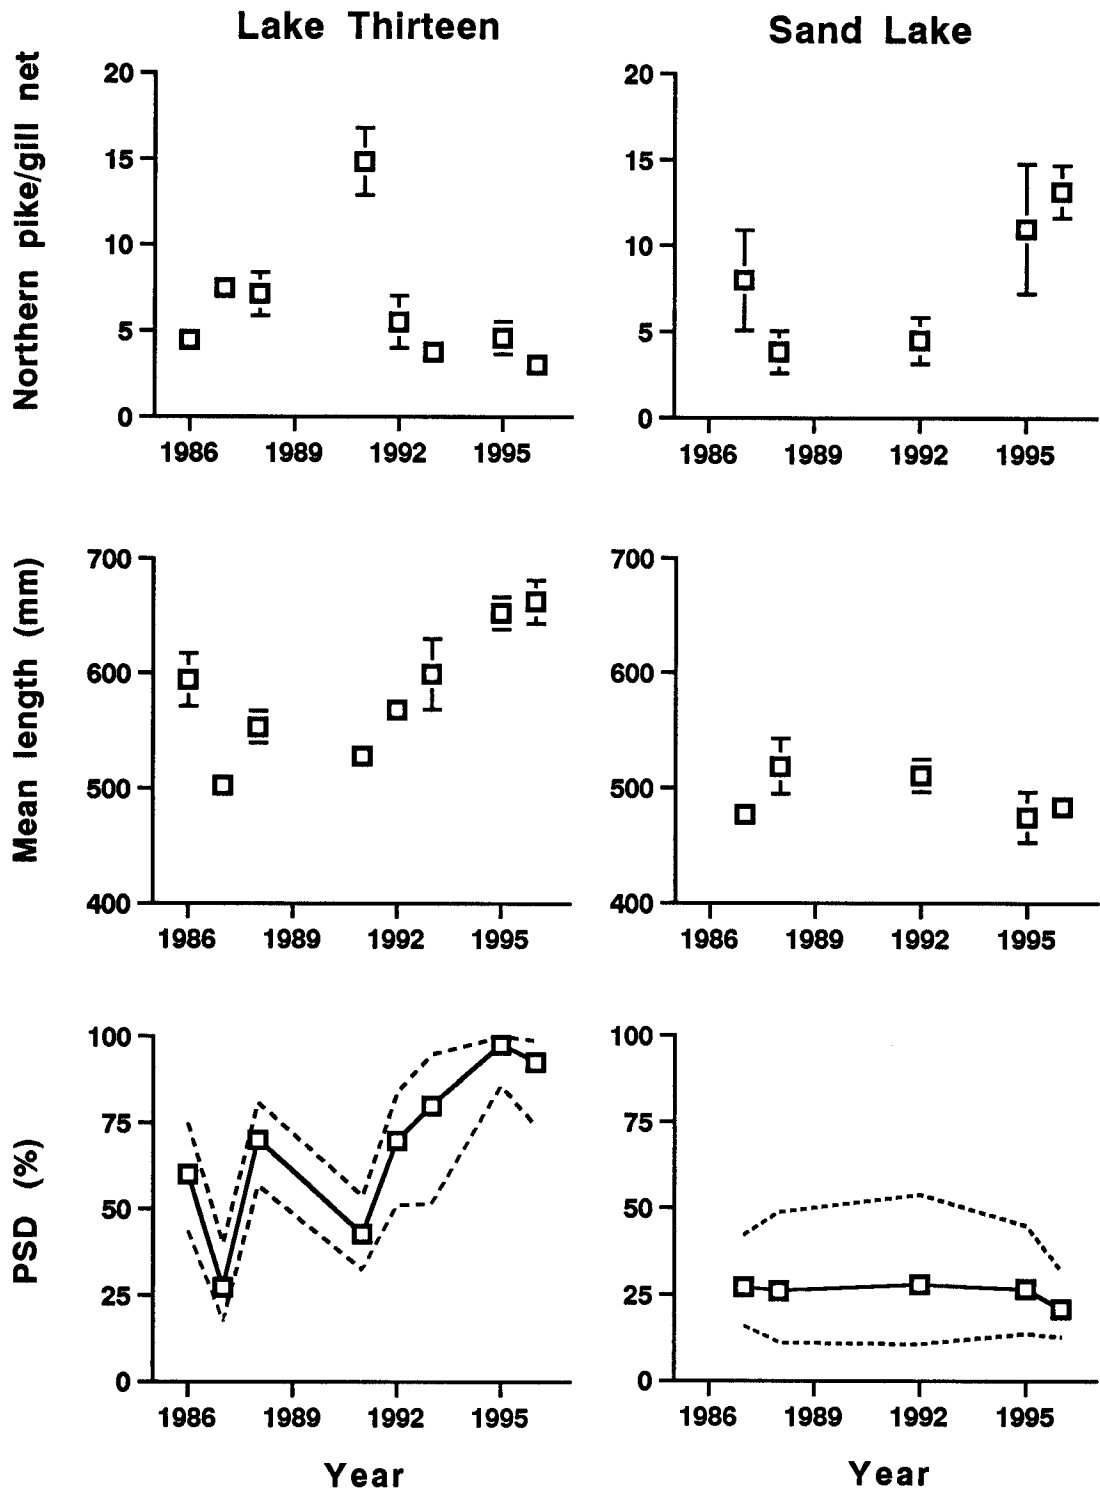 Lake Thirteen
Sand Lake
Northern pike/gill net
20
15
10
5
0
1986 1989 1992 1995
20
15
10
5
0
1986 1989 1992 1995
Mean length (mm)
700
600
500
400
1986 1989 1992 1995
700
600
500
400
1986 1989 1992 1995
PSD (%)
100
75
50
25
0
1986 1989 1992 1995
Year
100
75
50
25
0
1986 1989 1992 1995
Year